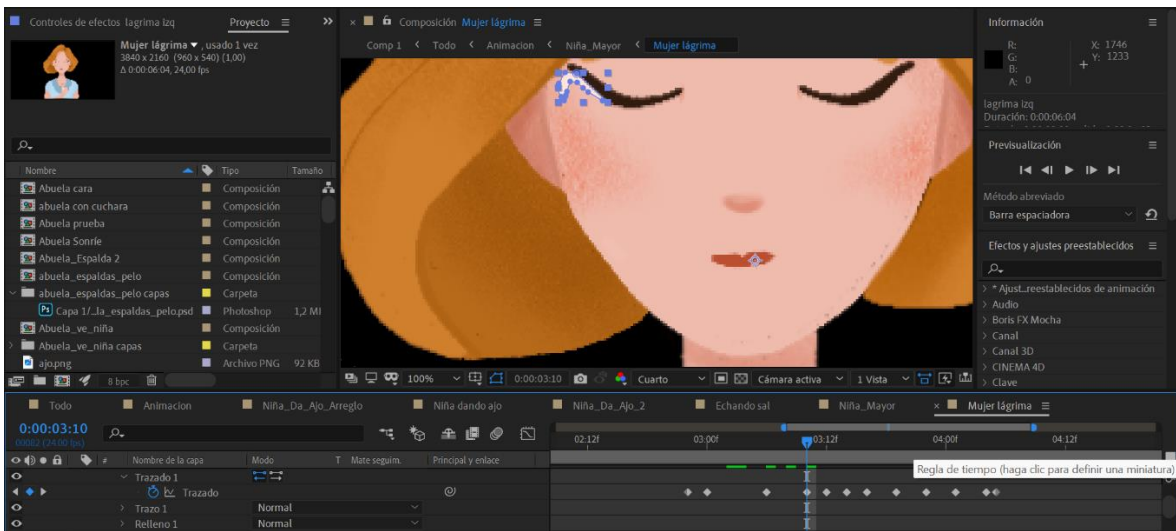 Controles de efectos lagrima Izq
Proyecto
Mujer lágrima ▼ , usado 1 vez
3840 x 2160 (960 x 540) (1,00)
Δ 0:00:06:04, 24,00 fps
Nombre Tipo Tamaño
Abuela cara Composición
abuela con cuchara Composición
Abuela prueba Composición
Abuela Sonríe Composición
Abuela_Espalda 2 Composición
abuela_espaldas_pelo Composición
abuela_espaldas_pelo capas Carpeta
Capa 1/_la_espaldas_pelo.psd Photoshop 1,2 MI
Abuela_ve_niña Composición
Abuela_ve_niña capas Carpeta
ajo.png Archivo PNG 92 KB
8 bpc
Composición Mujer lágrima
Comp 1 Todo Animacion Niña_Mayor Mujer lágrima
100% 0:00:03:10 Cuarto Cámara activa 1 Vista
Información
R: X: 1746
G: Y: 1233
B:
A: 0
lagrima Izq
Duración: 0:00:06:04
Previsualización
Método abreviado
Barra espaciadora
Efectos y ajustes preestablecidos
* Ajust_reestablecidos de animación
Audio
Boris FX Mocha
Canal
Canal 3D
CINEMA 4D
Clave
Todo Animacion Niña_Da_Ajo_Arreglo Niña dando ajo Niña_Da_Ajo_2 Echando sal Niña_Mayor Mujer lágrima
0:00:03:10
00082 (24.00 fps)
02:12f 03:00f 03:12f 04:00f 04:12f
# Nombre de la capa Modo T Mate seguim. Principal y enlace
Regla de tiempo (haga clic para definir una miniatura)
Trazado 1
Trazado
Trazo 1 Normal
Relleno 1 Normal